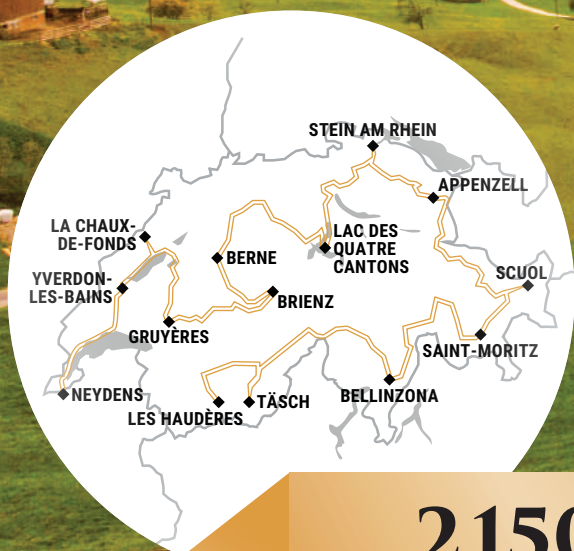 STEIN AM RHEIN
APPENZELL
LA CHAUX-
DE-FONDS
LAC DES
QUATRE
CANTONS
BERNE
YVERDON-
LES-BAINS
SCUOL
BRIENZ
GRUYÈRES
SAINT-MORITZ
NEYDENS
BELLINZONA
TÄSCH
LES HAUDÈRES
2150